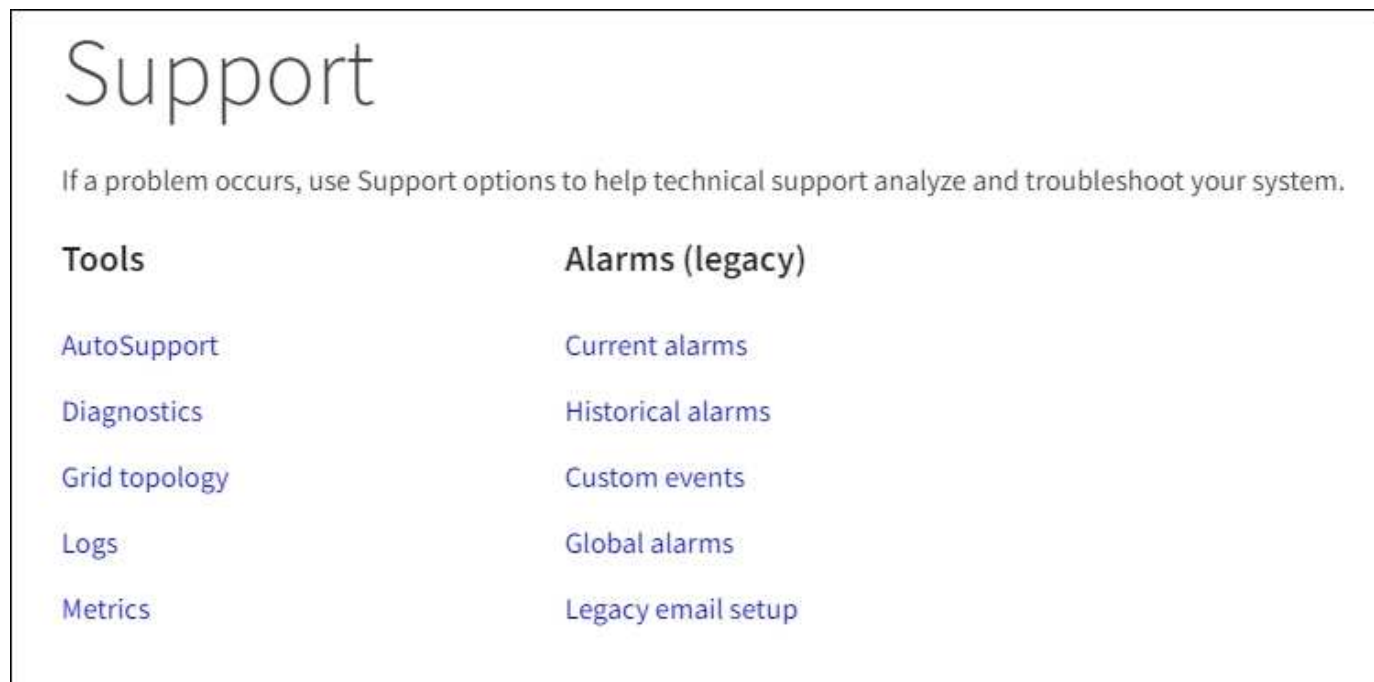 Support
If a problem occurs, use Support options to help technical support analyze and troubleshoot your system.
Tools
AutoSupport
Diagnostics
Grid topology
Logs
Metrics
Alarms (legacy)
Current alarms
Historical alarms
Custom events
Global alarms
Legacy email setup